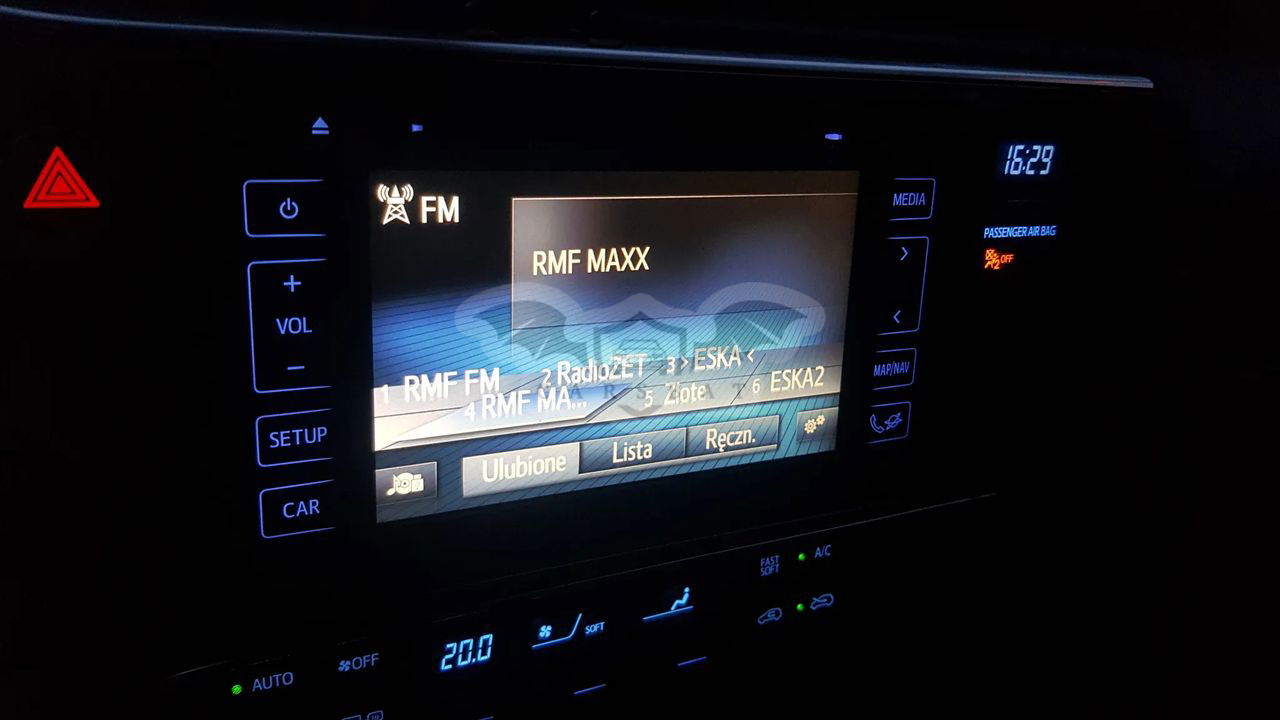 16:29
FM
MEDIA
PASSENGER AIR BAG
2 OFF
RMF MAXX
+
VOL
-
1 RMF FM
2 RadioZET
3 > ESKA <
MAP/NAV
4 RMF MA...
5 Złote
6 ESKA2
SETUP
Ulubione
Lista
Ręczn.
CAR
FAST
SOFT
A/C
20.0
SOFT
AUTO
OFF